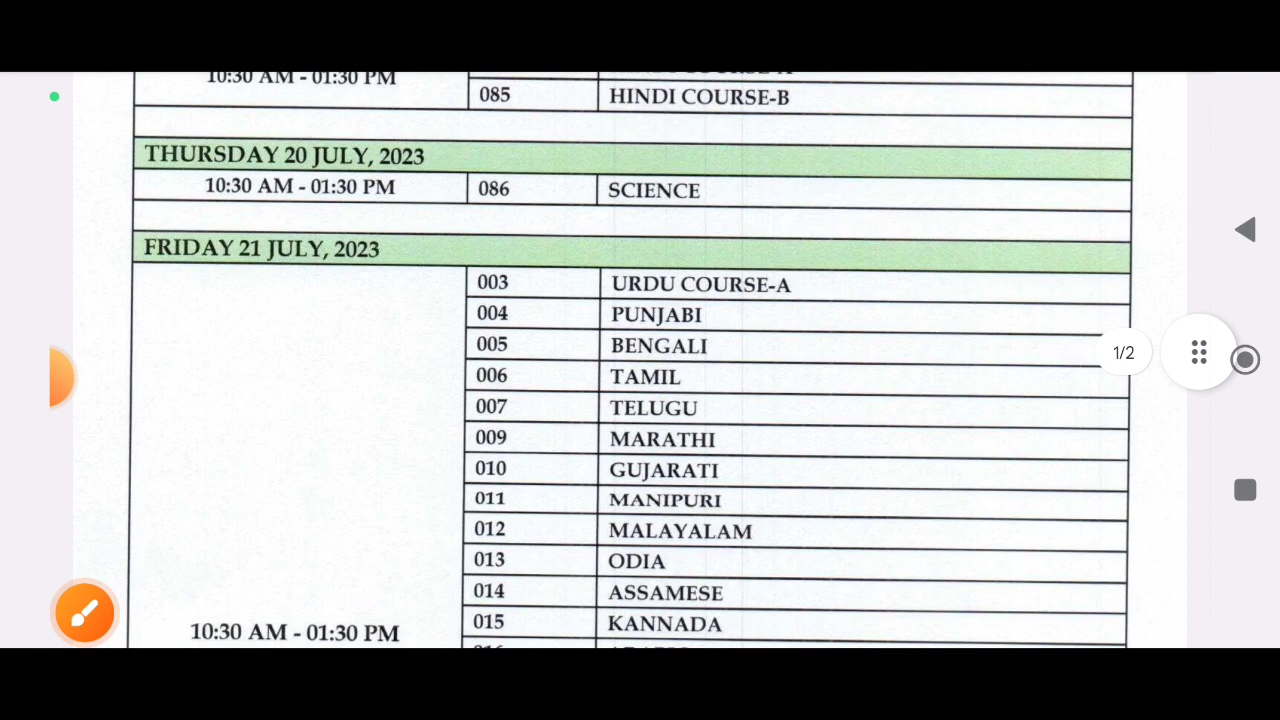 10:30 AM - 01:30 PM
085 HINDI COURSE-B
THURSDAY 20 JULY, 2023
10:30 AM - 01:30 PM 086 SCIENCE
FRIDAY 21 JULY, 2023
003 URDU COURSE-A
004 PUNJABI
1/2
005 BENGALI
006 TAMIL
007 TELUGU
009 MARATHI
010 GUJARATI
011 MANIPURI
012 MALAYALAM
013 ODIA
014 ASSAMESE
015 KANNADA
10:30 AM - 01:30 PM